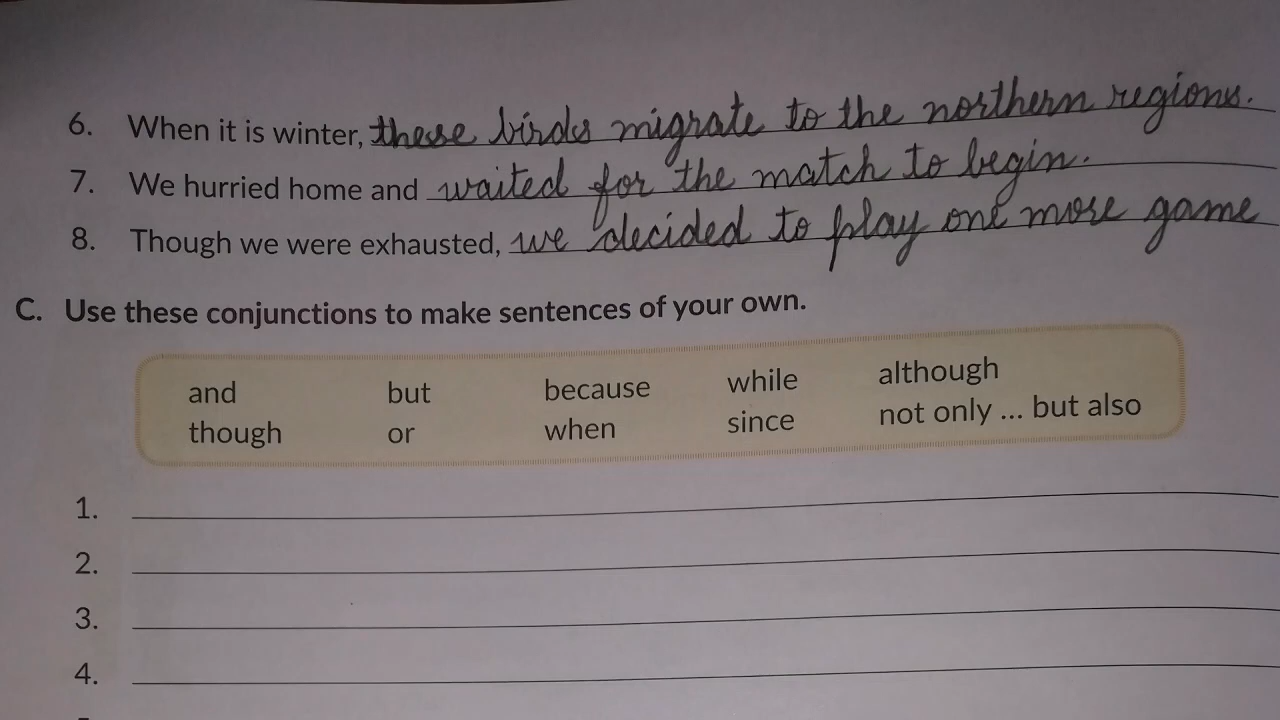 6. When it is winter, these birds migrate to the northern regions.
7. We hurried home and waited for the match to begin.
8. Though we were exhausted, we decided to play one more game
C. Use these conjunctions to make sentences of your own.
and but because while although
though or when since not only ... but also
1.
2.
3.
4.